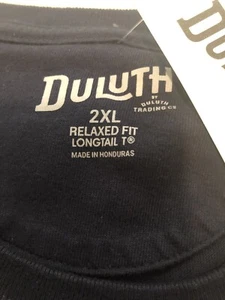 DULUTH
BY
DULUTH
TRADING CO
2XL
RELAXED FIT
LONGTAIL T®
MADE IN HONDURAS